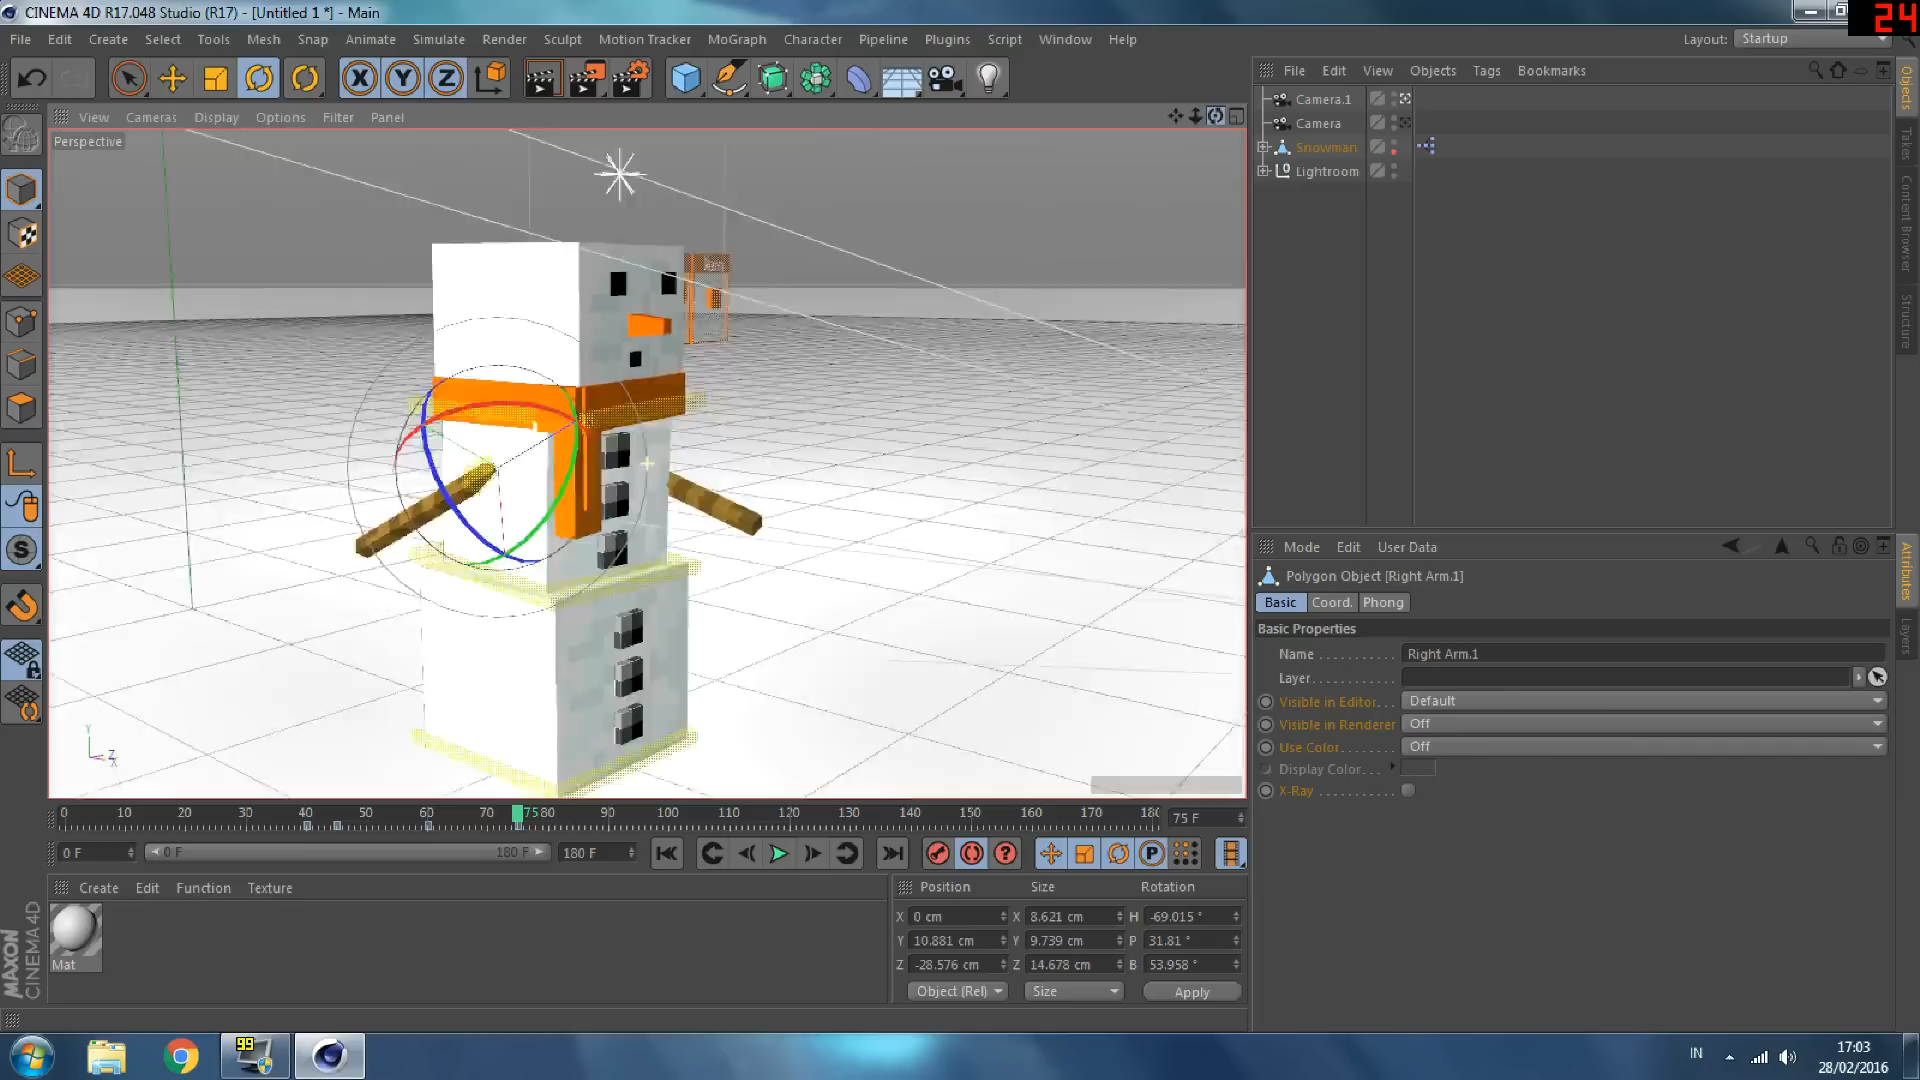 CINEMA 4D R17.048 Studio (R17) - [Untitled 1 *] - Main
24
File Edit Create Select Tools Mesh Snap Animate Simulate Render Sculpt Motion Tracker MoGraph Character Pipeline Plugins Script Window Help
Layout: Startup
X Y Z
File Edit View Objects Tags Bookmarks
View Cameras Display Options Filter Panel
Perspective
Camera.1
Camera
Snowman
Lightroom
Objects
Takes
Content Browser
Structure
Mode Edit User Data
Polygon Object [Right Arm.1]
Basic Coord. Phong
Basic Properties
Name Right Arm.1
Layer
Visible in Editor Default
Visible in Renderer Off
Use Color Off
Display Color
X-Ray
Attributes
Layers
S
Y
Z
X
0 10 20 30 40 50 60 70 75 80 90 100 110 120 130 140 150 160 170 180
75 F
0 F 0 F 180 F 180 F
P
Create Edit Function Texture
Mat
MAXON
CINEMA 4D
Position Size Rotation
X 0 cm X 8.621 cm H -69.015 °
Y 10.881 cm Y 9.739 cm P 31.81 °
Z -28.576 cm Z 14.678 cm B 53.958 °
Object (Rel) Size Apply
99
IN
17:03
28/02/2016